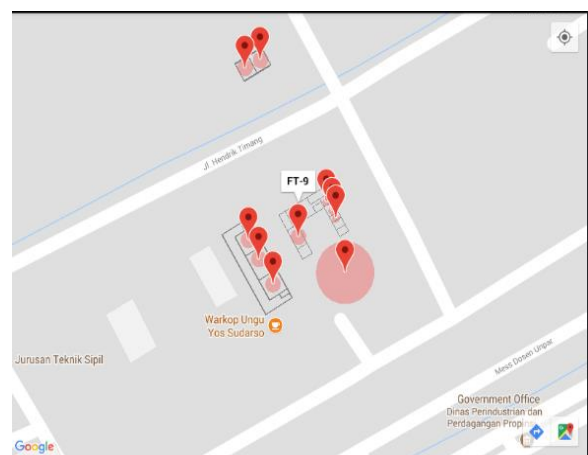 Jl. Hendrik Timang
FT-9
Warkop Ungu
Yos Sudarso
Jurusan Teknik Sipil
Mess Dosen Unpar
Government Office
Dinas Perindustrian dan
Perdagangan Propin
Google